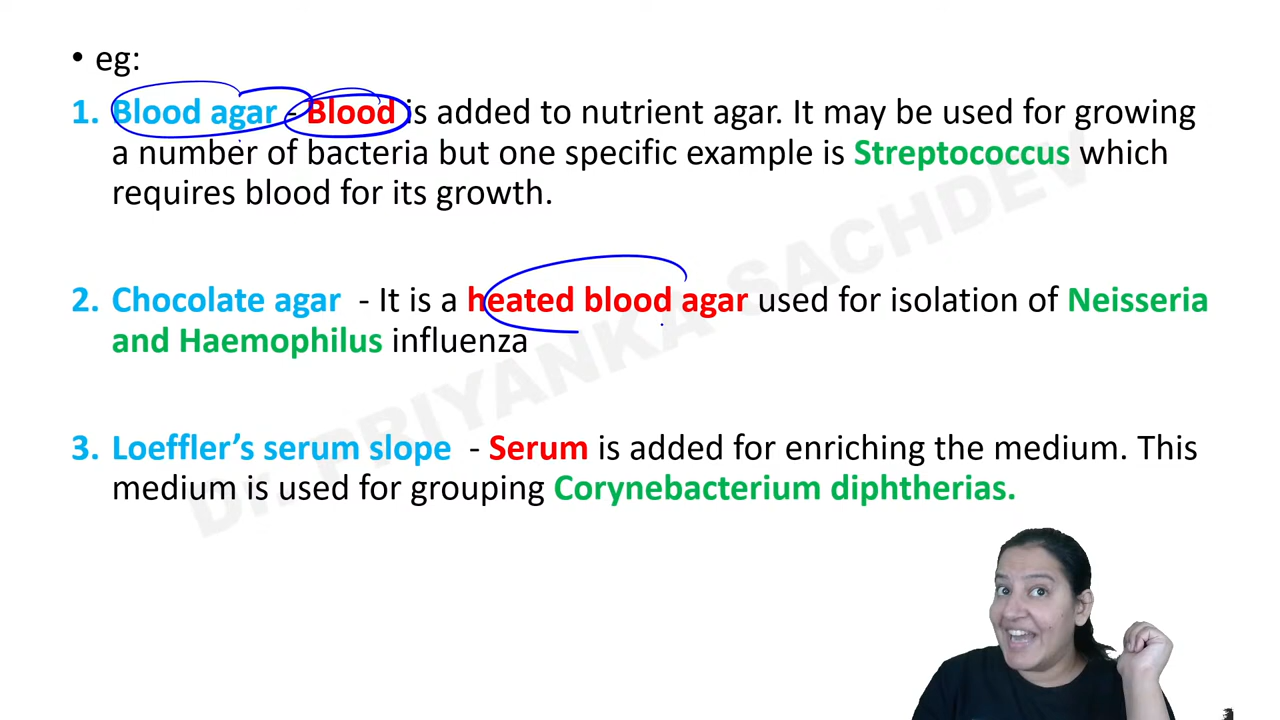 • eg:
1. Blood agar - Blood is added to nutrient agar. It may be used for growing
a number of bacteria but one specific example is Streptococcus which
requires blood for its growth.
2. Chocolate agar - It is a heated blood agar used for isolation of Neisseria
and Haemophilus influenza
3. Loeffler’s serum slope - Serum is added for enriching the medium. This
medium is used for grouping Corynebacterium diphtherias.
Dr. PRIYANKA SACHDEV